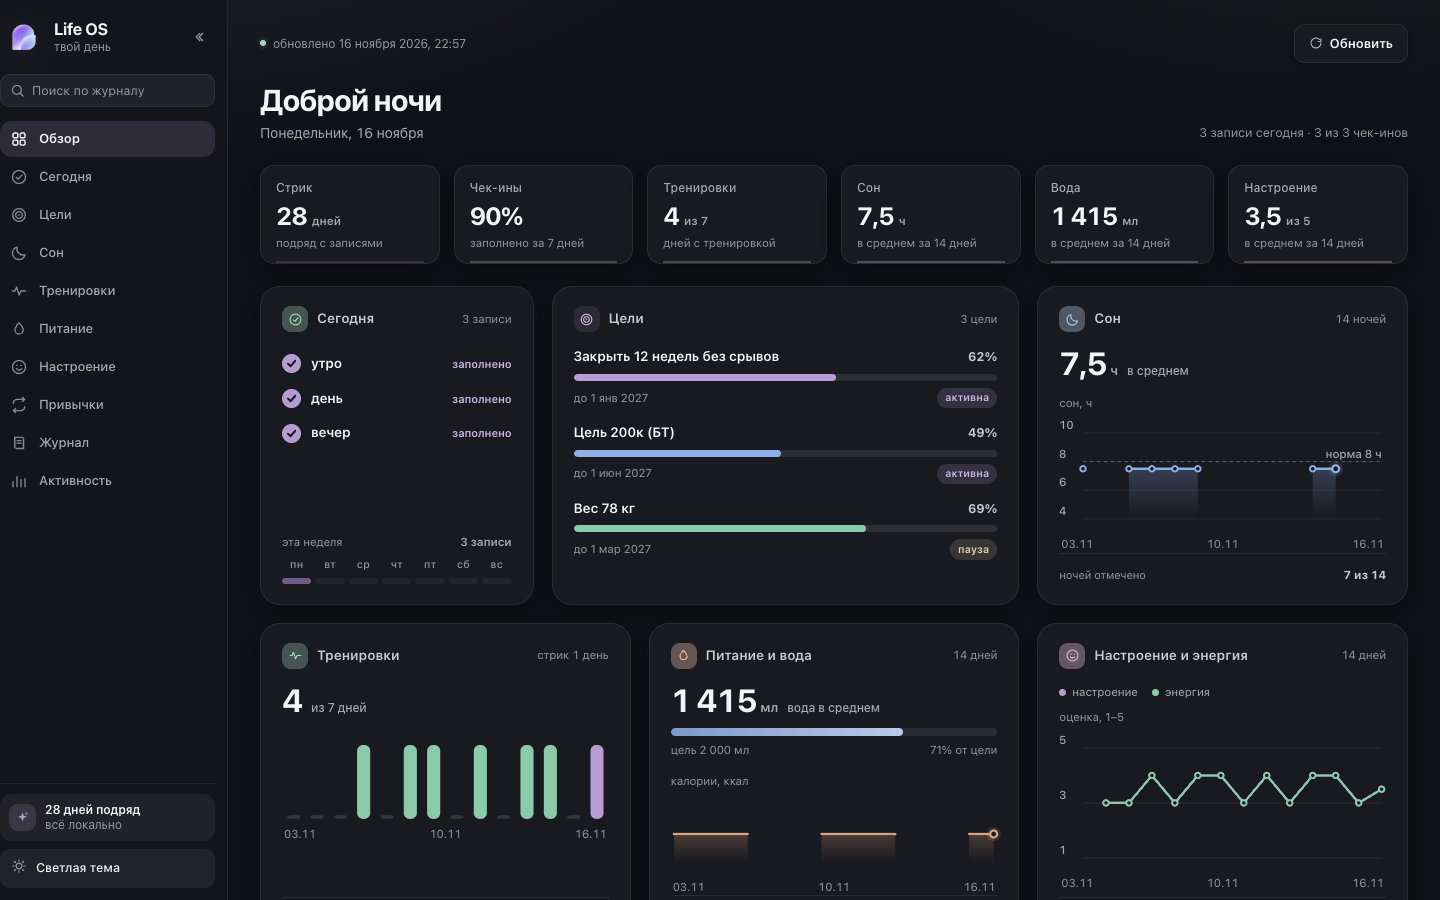 Life OS
твой день
Поиск по журналу
Обзор
Сегодня
Цели
Сон
Тренировки
Питание
Настроение
Привычки
Журнал
Активность
28 дней подряд
всё локально
Светлая тема
обновлено 16 ноября 2026, 22:57
Обновить
Доброй ночи
Понедельник, 16 ноября
3 записи сегодня · 3 из 3 чек-инов
Стрик
28 дней
подряд с записями
Чек-ины
90%
заполнено за 7 дней
Тренировки
4 из 7
дней с тренировкой
Сон
7,5 ч
в среднем за 14 дней
Вода
1 415 мл
в среднем за 14 дней
Настроение
3,5 из 5
в среднем за 14 дней
Сегодня 3 записи
утро заполнено
день заполнено
вечер заполнено
эта неделя 3 записи
пн вт ср чт пт сб вс
Цели 3 цели
Закрыть 12 недель без срывов 62%
до 1 янв 2027 активна
Цель 200к (БТ) 49%
до 1 июн 2027 активна
Вес 78 кг 69%
до 1 мар 2027 пауза
Сон 14 ночей
7,5 ч в среднем
сон, ч
10
8
норма 8 ч
6
4
03.11 10.11 16.11
ночей отмечено 7 из 14
Тренировки стрик 1 день
4 из 7 дней
03.11 10.11 16.11
Питание и вода 14 дней
1 415 мл вода в среднем
цель 2 000 мл 71% от цели
калории, ккал
03.11 10.11 16.11
Настроение и энергия 14 дней
настроение энергия
оценка, 1–5
5
3
1
03.11 10.11 16.11